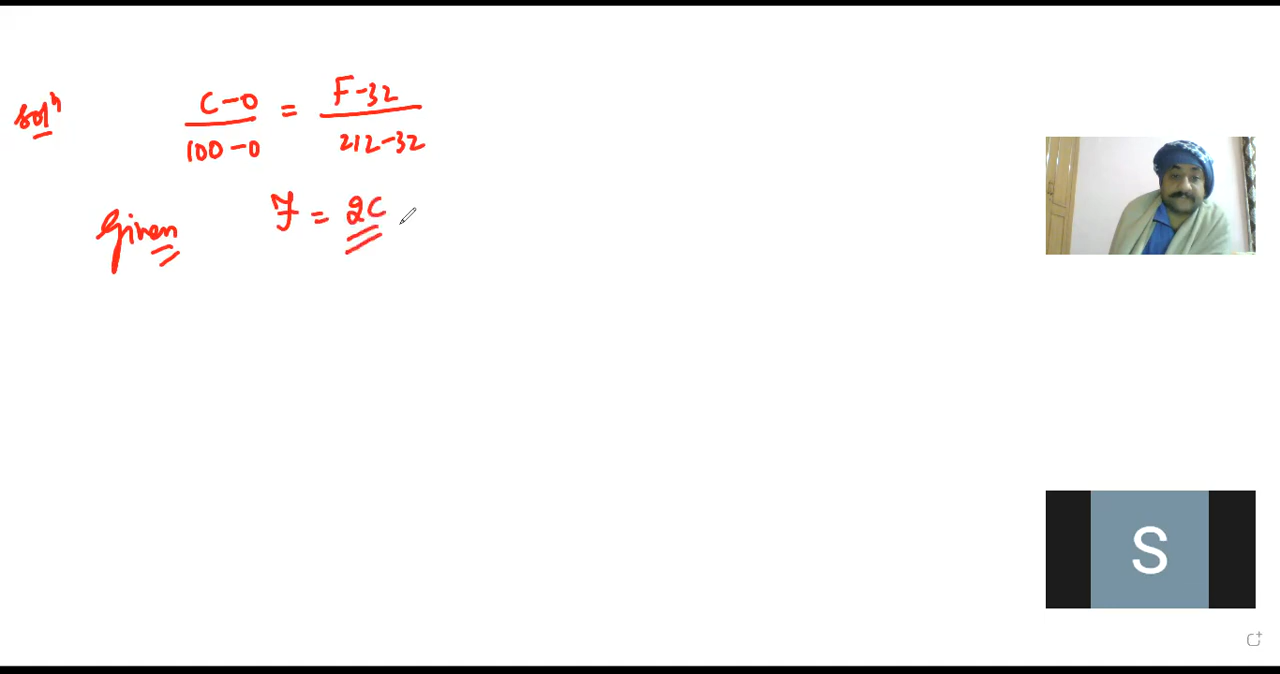 Solⁿ C-0/100-0 = F-32/212-32
Given F = 2C
S